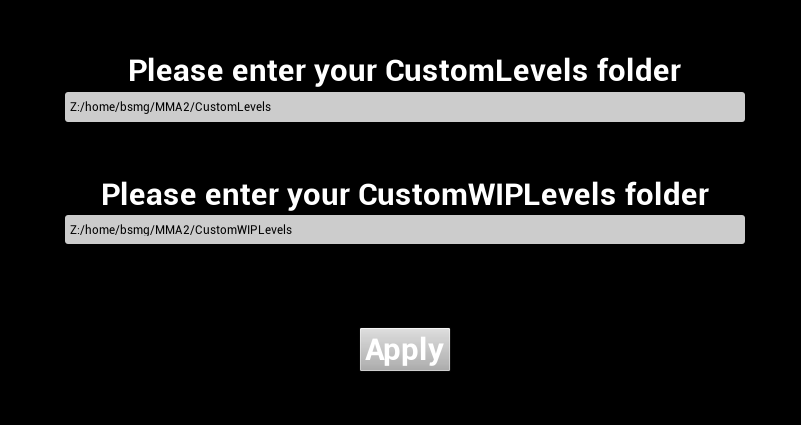 Please enter your CustomLevels folder
Z:/home/bsmg/MMA2/CustomLevels
Please enter your CustomWIPLevels folder
Z:/home/bsmg/MMA2/CustomWIPLevels
Apply